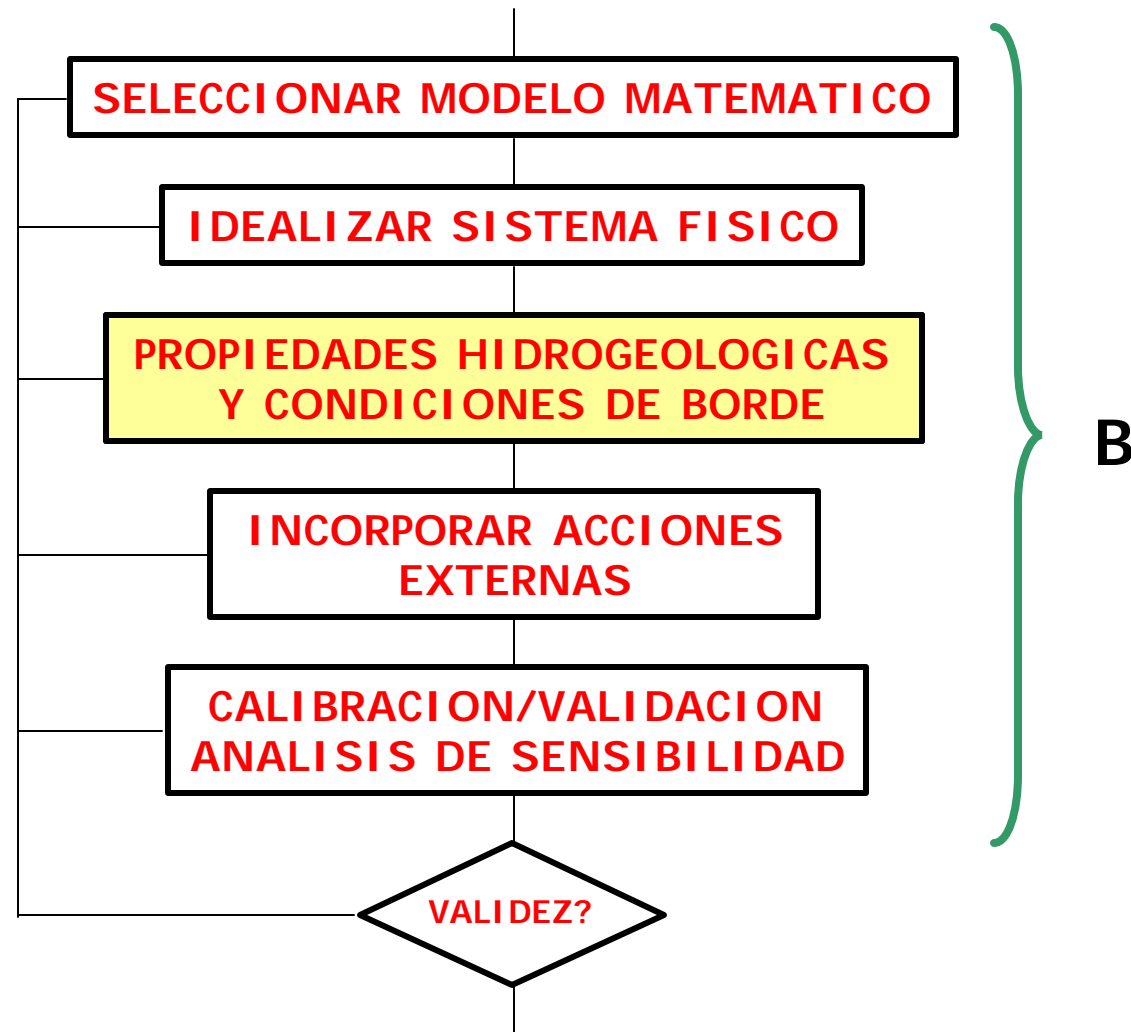 SELECCIONAR MODELO MATEMATICO
IDEALIZAR SISTEMA FISICO
PROPIEDADES HIDROGEOLOGICAS
Y CONDICIONES DE BORDE
INCORPORAR ACCIONES
EXTERNAS
CALIBRACION/VALIDACION
ANALISIS DE SENSIBILIDAD
VALIDEZ?
B